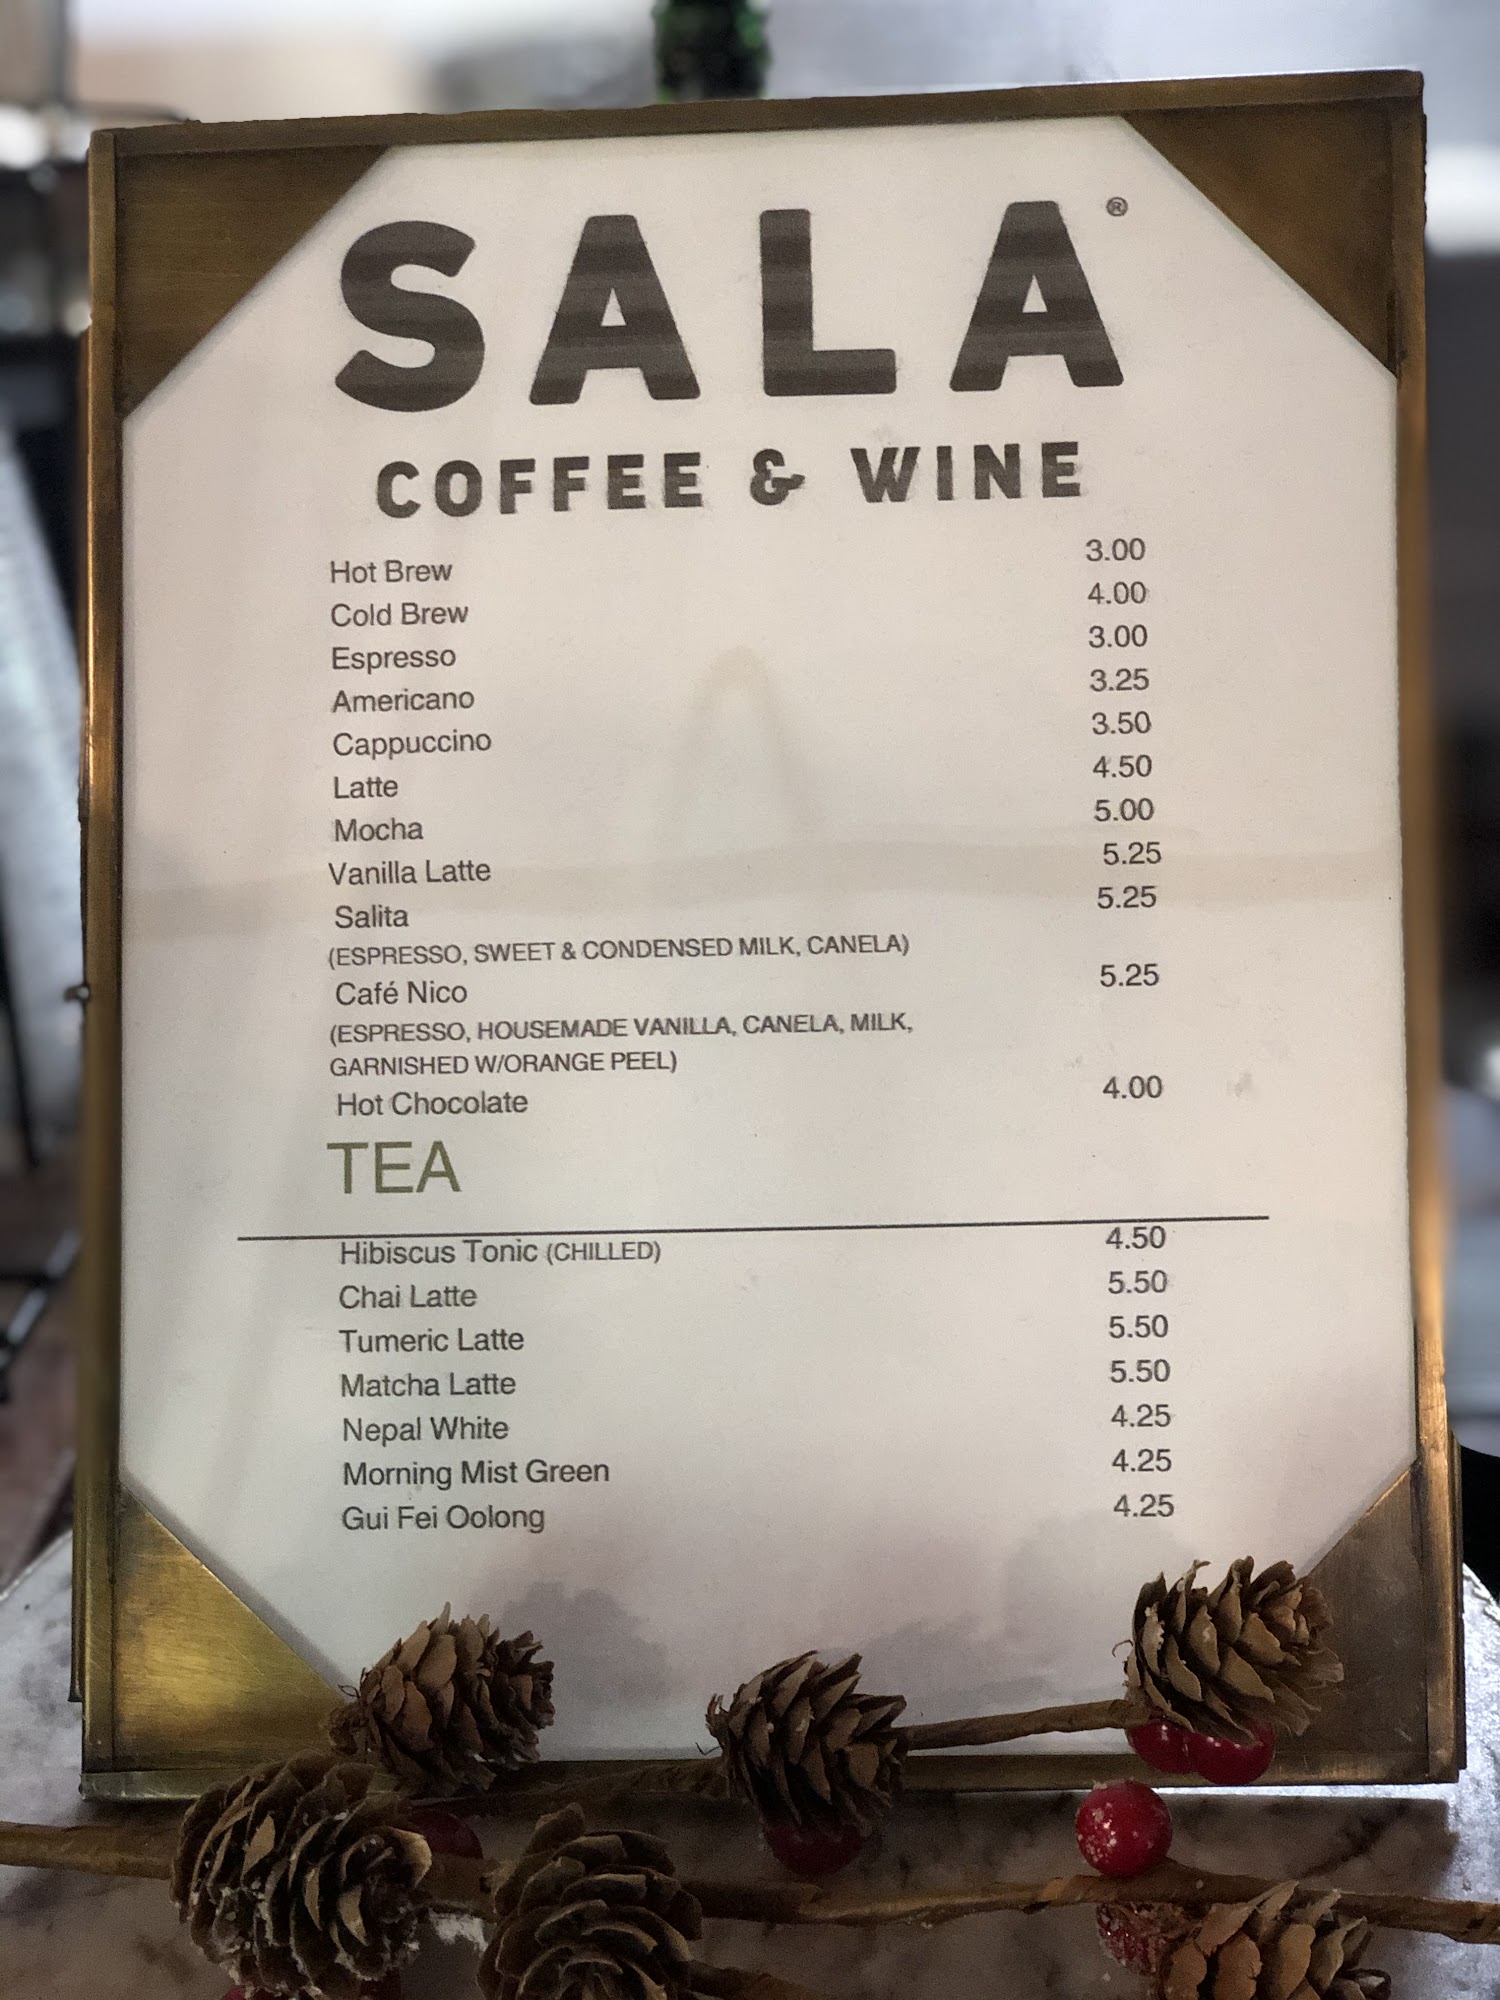 SALA®
COFFEE & WINE
Hot Brew 3.00
Cold Brew 4.00
Espresso 3.00
Americano 3.25
Cappuccino 3.50
Latte 4.50
Mocha 5.00
Vanilla Latte 5.25
Salita 5.25
(ESPRESSO, SWEET & CONDENSED MILK, CANELA)
Café Nico 5.25
(ESPRESSO, HOUSEMADE VANILLA, CANELA, MILK,
GARNISHED W/ORANGE PEEL)
Hot Chocolate 4.00
TEA
Hibiscus Tonic (CHILLED) 4.50
Chai Latte 5.50
Tumeric Latte 5.50
Matcha Latte 5.50
Nepal White 4.25
Morning Mist Green 4.25
Gui Fei Oolong 4.25